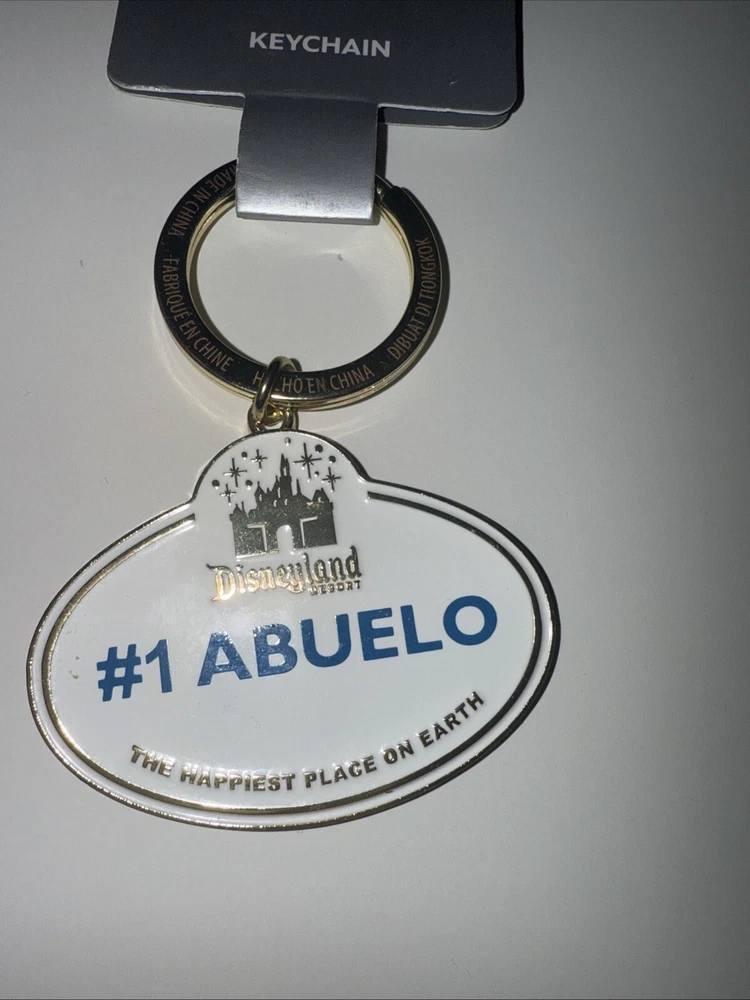 KEYCHAIN
MADE IN CHINA
FABRIQUÉ EN CHINE
HECHO EN CHINA
DIBUAT DI TIONGKOK
Disneyland
RESORT
#1 ABUELO
THE HAPPIEST PLACE ON EARTH